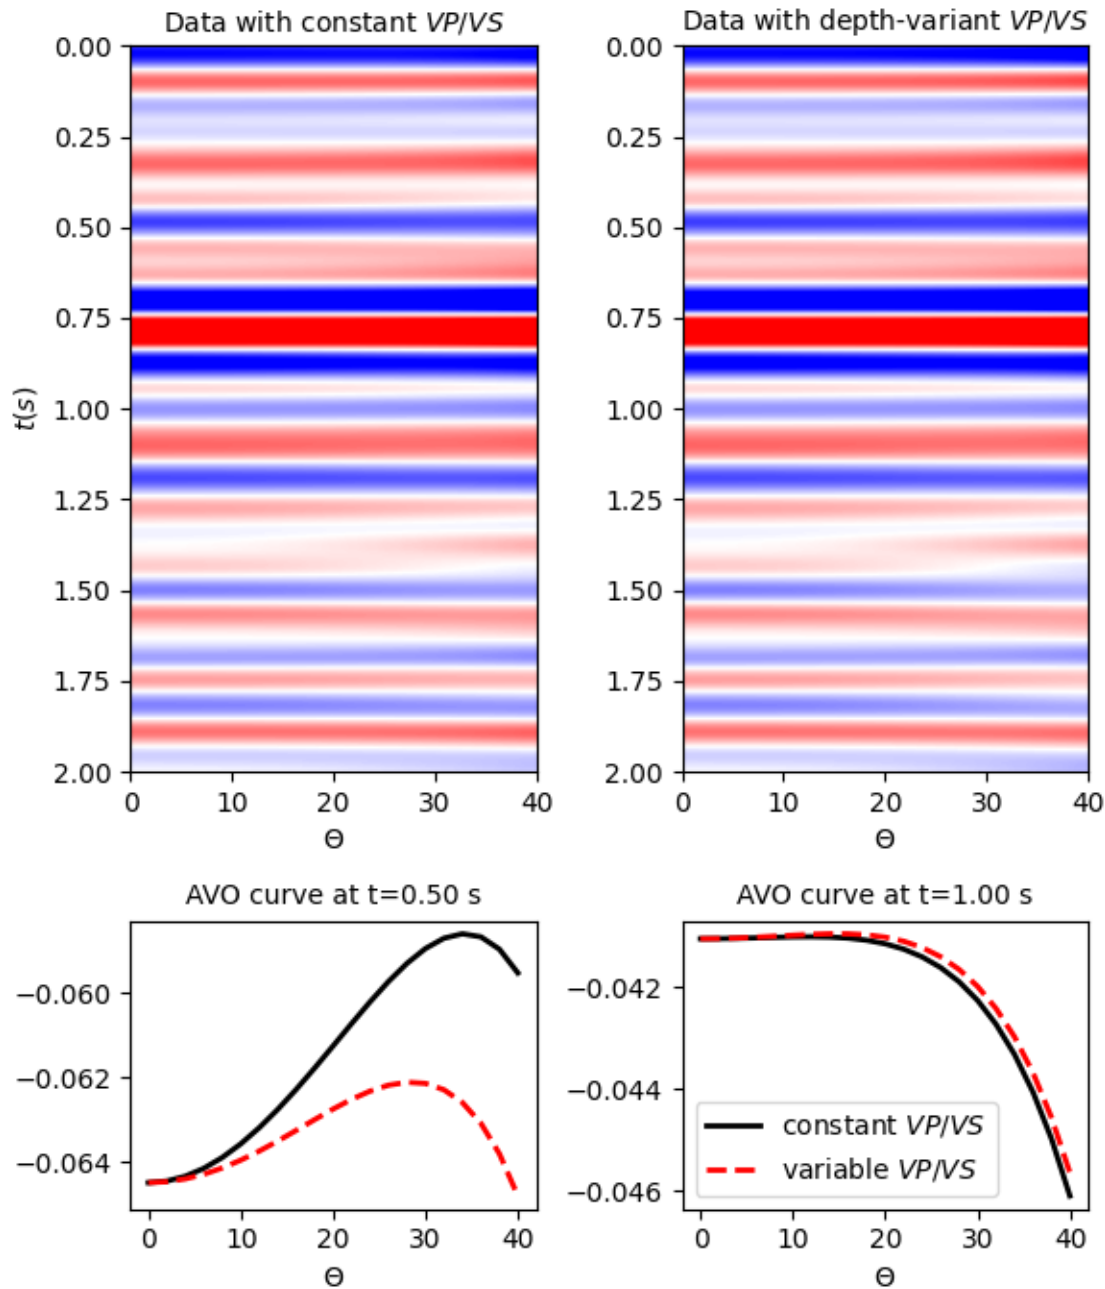 Data with constant VP/VS
Data with depth-variant VP/VS
0.00
0.25
0.50
0.75
1.00
1.25
1.50
1.75
2.00
t(s)
0 10 20 30 40
Θ
0.00
0.25
0.50
0.75
1.00
1.25
1.50
1.75
2.00
0 10 20 30 40
Θ
AVO curve at t=0.50 s
−0.060
−0.062
−0.064
0 10 20 30 40
Θ
AVO curve at t=1.00 s
−0.042
−0.044
−0.046
constant VP/VS
variable VP/VS
0 10 20 30 40
Θ